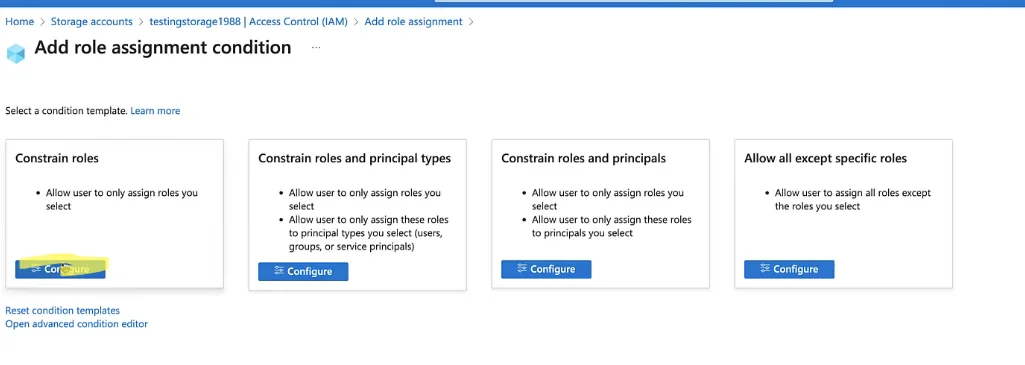 Home > Storage accounts > testingstorage1988 | Access Control (IAM) > Add role assignment >
Add role assignment condition ...
Select a condition template. Learn more
Constrain roles
• Allow user to only assign roles you
select
Configure
Constrain roles and principal types
• Allow user to only assign roles you
select
• Allow user to only assign these roles
to principal types you select (users,
groups, or service principals)
Configure
Constrain roles and principals
• Allow user to only assign roles you
select
• Allow user to only assign these roles
to principals you select
Configure
Allow all except specific roles
• Allow user to assign all roles except
the roles you select
Configure
Reset condition templates
Open advanced condition editor